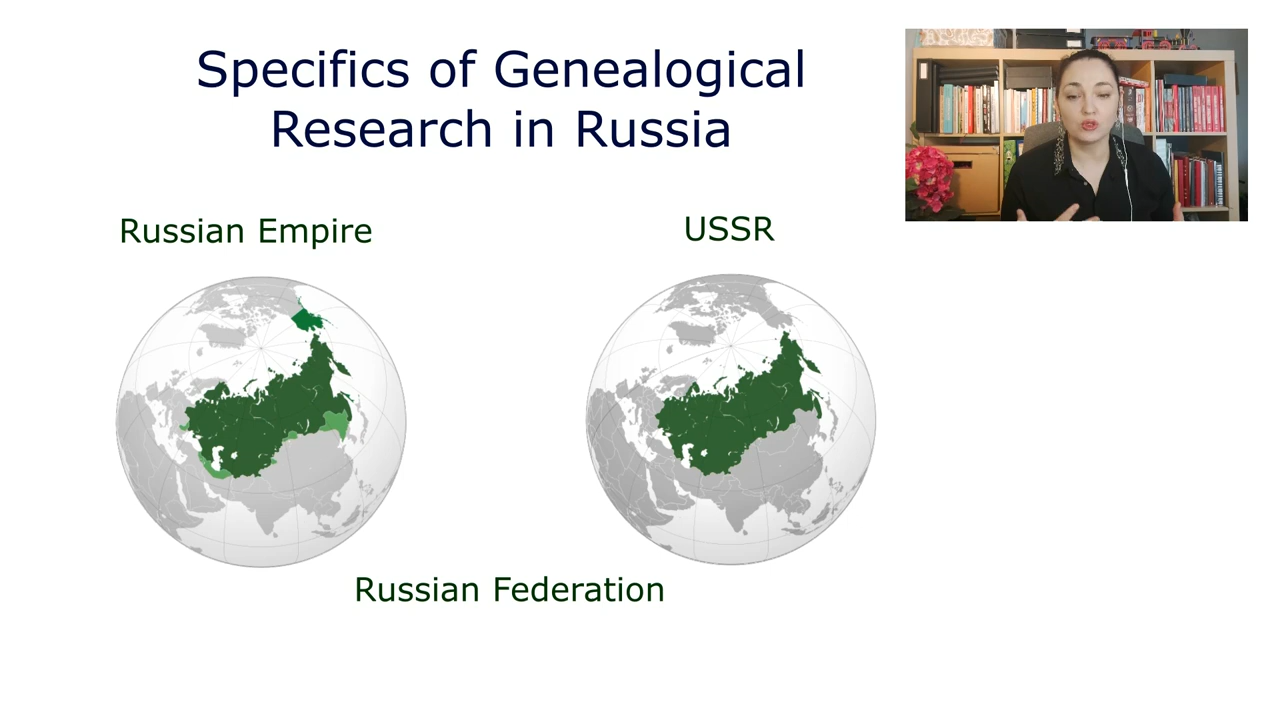 Specifics of Genealogical
Research in Russia
Russian Empire
USSR
Russian Federation